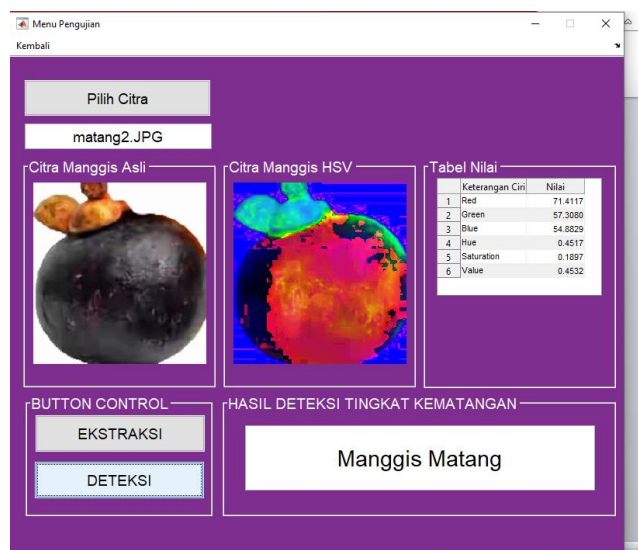 Menu Pengujian
Kembali
Pilih Citra
matang2.JPG
Citra Manggis Asli
Citra Manggis HSV
Tabel Nilai
Keterangan Ciri Nilai
1 Red 71.4117
2 Green 57.3080
3 Blue 54.8829
4 Hue 0.4517
5 Saturation 0.1897
6 Value 0.4532
BUTTON CONTROL
EKSTRAKSI
DETEKSI
HASIL DETEKSI TINGKAT KEMATANGAN
Manggis Matang